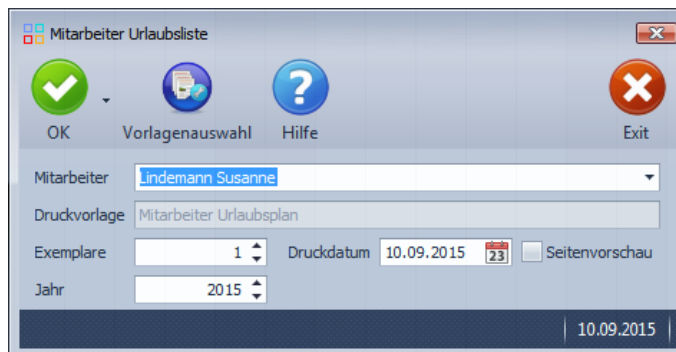 Mitarbeiter Urlaubsliste
OK Vorlagenauswahl Hilfe Exit
Mitarbeiter Lindemann Susanne
Druckvorlage Mitarbeiter Urlaubsplan
Exemplare 1 Druckdatum 10.09.2015 23 Seitenvorschau
Jahr 2015
10.09.2015